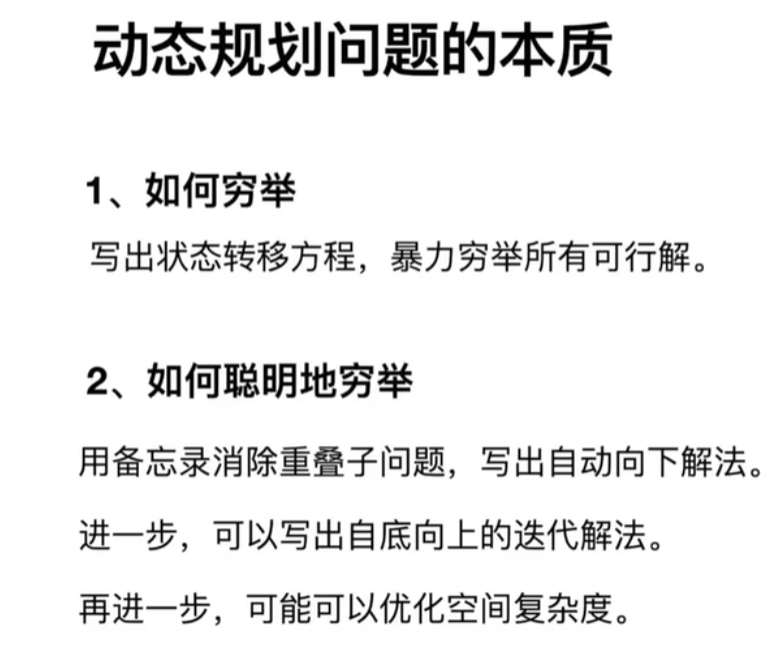 动态规划问题的本质
1、如何穷举
写出状态转移方程，暴力穷举所有可行解。
2、如何聪明地穷举
用备忘录消除重叠子问题，写出自动向下解法。
进一步，可以写出自底向上的迭代解法。
再进一步，可能可以优化空间复杂度。